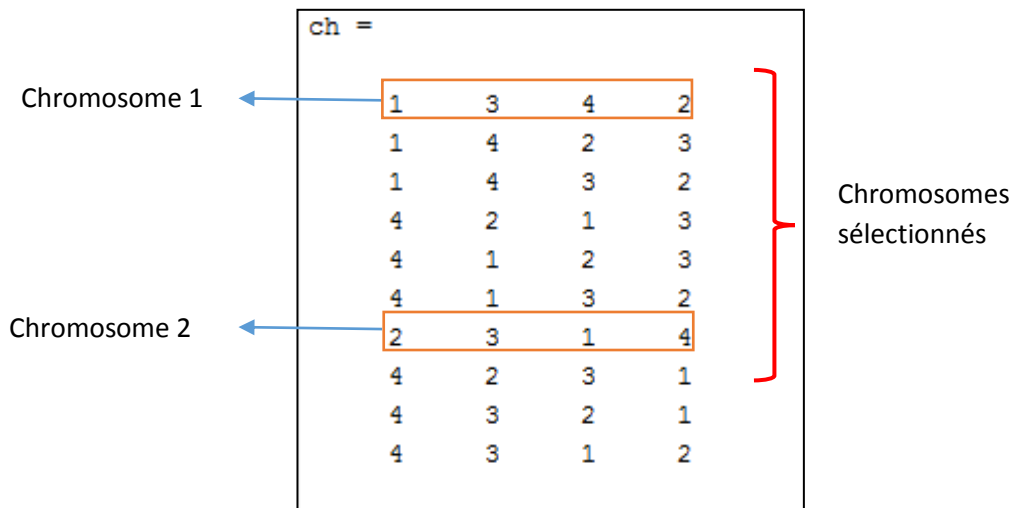 ch =
Chromosome 1
1 3 4 2
1 4 2 3
1 4 3 2
4 2 1 3
4 1 2 3
4 1 3 2
Chromosome 2
2 3 1 4
4 2 3 1
4 3 2 1
4 3 1 2
Chromosomes
sélectionnés